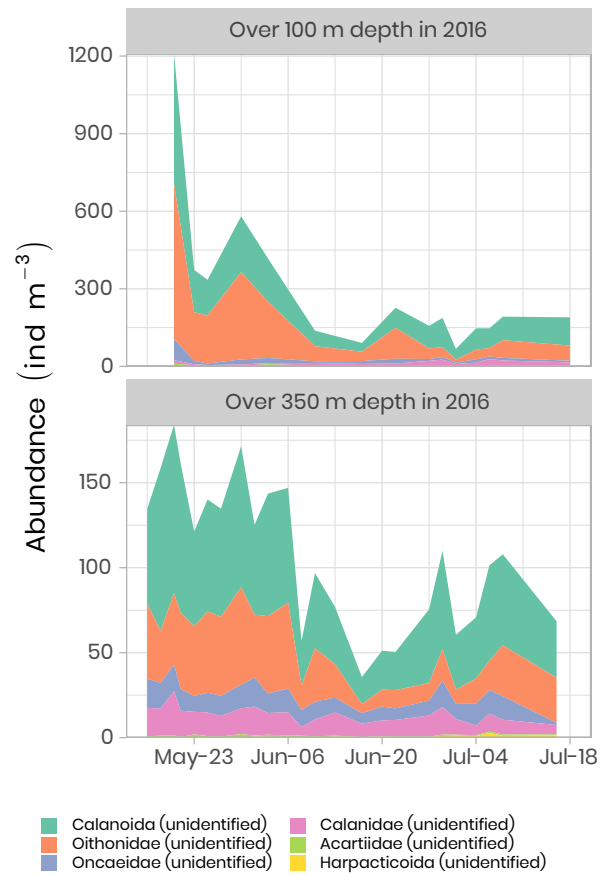 Over 100 m depth in 2016
1200
900
600
300
0
Abundance (ind m⁻³)
Over 350 m depth in 2016
150
100
50
0
May-23 Jun-06 Jun-20 Jul-04 Jul-18
Calanoida (unidentified) Calanidae (unidentified)
Oithonidae (unidentified) Acartiidae (unidentified)
Oncaeidae (unidentified) Harpacticoida (unidentified)